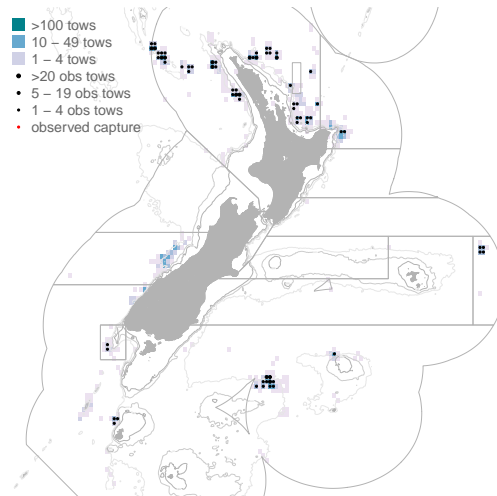 >100 tows
10 – 49 tows
1 – 4 tows
>20 obs tows
5 – 19 obs tows
1 – 4 obs tows
observed capture